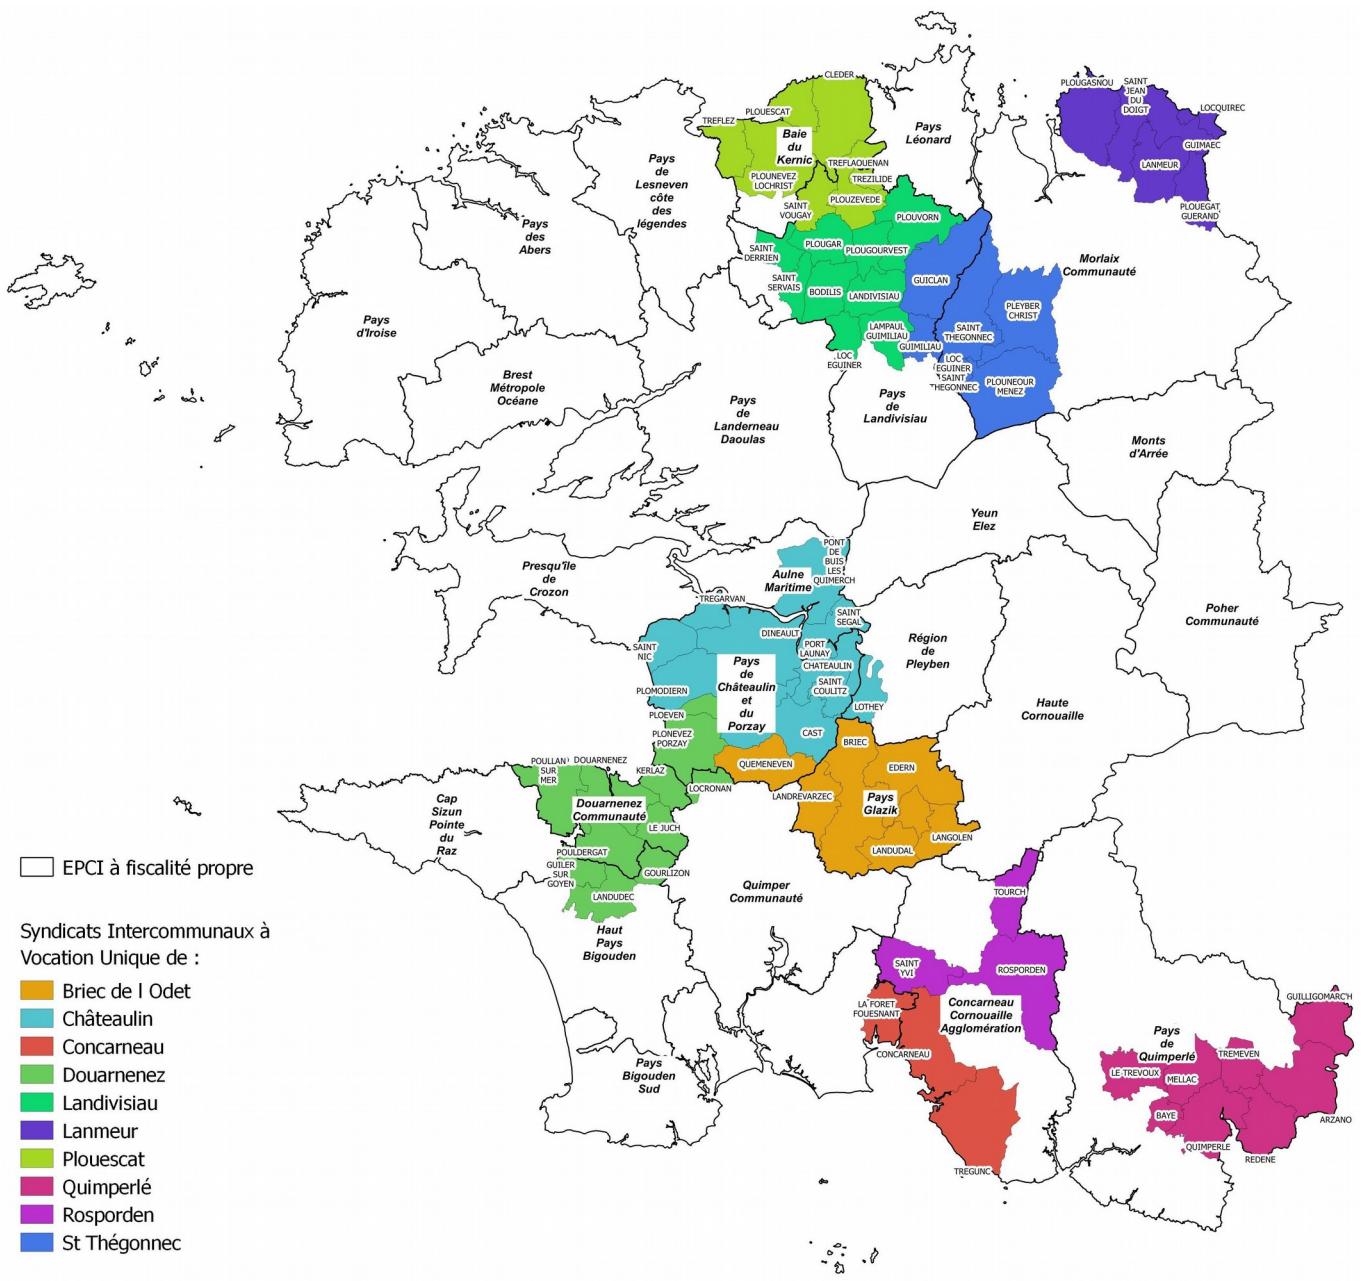 CLEDER
PLOUESCAT
TREFLEZ
Baie
du
Kernic
PLOUNEVEZ
LOCHRIST
TREFLAOUENAN
TREZILIDE
PLOUZEVEDE
SAINT
VOUGAY
Pays
Léonard
PLOUGASNOU
SAINT
JEAN
DU
DOIGT
LOCQUIREC
GUIMAEC
LANMEUR
PLOUEGAT
GUERAND
Pays
de
Lesneven
côte
des
légendes
Pays
des
Abers
Pays
d'Iroise
Brest
Métropole
Océane
PLOUVORN
PLOUGAR
PLOUGOURVEST
SAINT
DERRIEN
SAINT
SERVAIS
BODILIS
LANDIVISIAU
LAMPAUL
GUIMILIAU
LOC
EGUINER
GUICLAN
GUIMILIAU
PLEYBER
CHRIST
SAINT
THEGONNEC
LOC
EGUINER
SAINT
THEGONNEC
PLOUNEOUR
MENEZ
Morlaix
Communauté
Pays
de
Landerneau
Daoulas
Pays
de
Landivisiau
Monts
d'Arrée
Yeun
Elez
Presqu'île
de
Crozon
Aulne
Maritime
PONT
DE
BUIS
LES
QUIMERCH
TREGARVAN
DINEAULT
SAINT
SEGAL
SAINT
NIC
PORT
LAUNAY
CHATEAULIN
SAINT
COULITZ
PLOMODIERN
LOTHEY
CAST
Pays
de
Châteaulin
et
du
Porzay
Région
de
Pleyben
Poher
Communauté
Haute
Cornouaille
PLOEVEN
PLONEVEZ
PORZAY
QUEMENEVEN
BRIEC
EDERN
LANDREVARZEC
Pays
Glazik
LANGOLEN
LANDUDAL
POULLAN
SUR
MER
DOUARNENEZ
KERLAZ
LOCRONAN
Douarnenez
Communauté
LE JUCH
POULDERGAT
GUILER
SUR
GOYEN
GOURLIZON
LANDUDEC
Cap
Sizun
Pointe
du
Raz
Haut
Pays
Bigouden
Quimper
Communauté
Pays
Bigouden
Sud
TOURCH
SAINT
YVI
ROSPORDEN
LA FORET
FOUESNANT
CONCARNEAU
Concarneau
Cornouaille
Agglomération
TREGUNC
Pays
de
Quimperlé
GUILLIGOMARC'H
TREMEVEN
LE TREVOUX
MELLAC
BAYE
ARZANO
QUIMPERLE
REDENE
EPCI à fiscalité propre
Syndicats Intercommunaux à
Vocation Unique de :
Briec de l Odet
Châteaulin
Concarneau
Douarnenez
Landivisiau
Lanmeur
Plouescat
Quimperlé
Rosporden
St Thégonnec